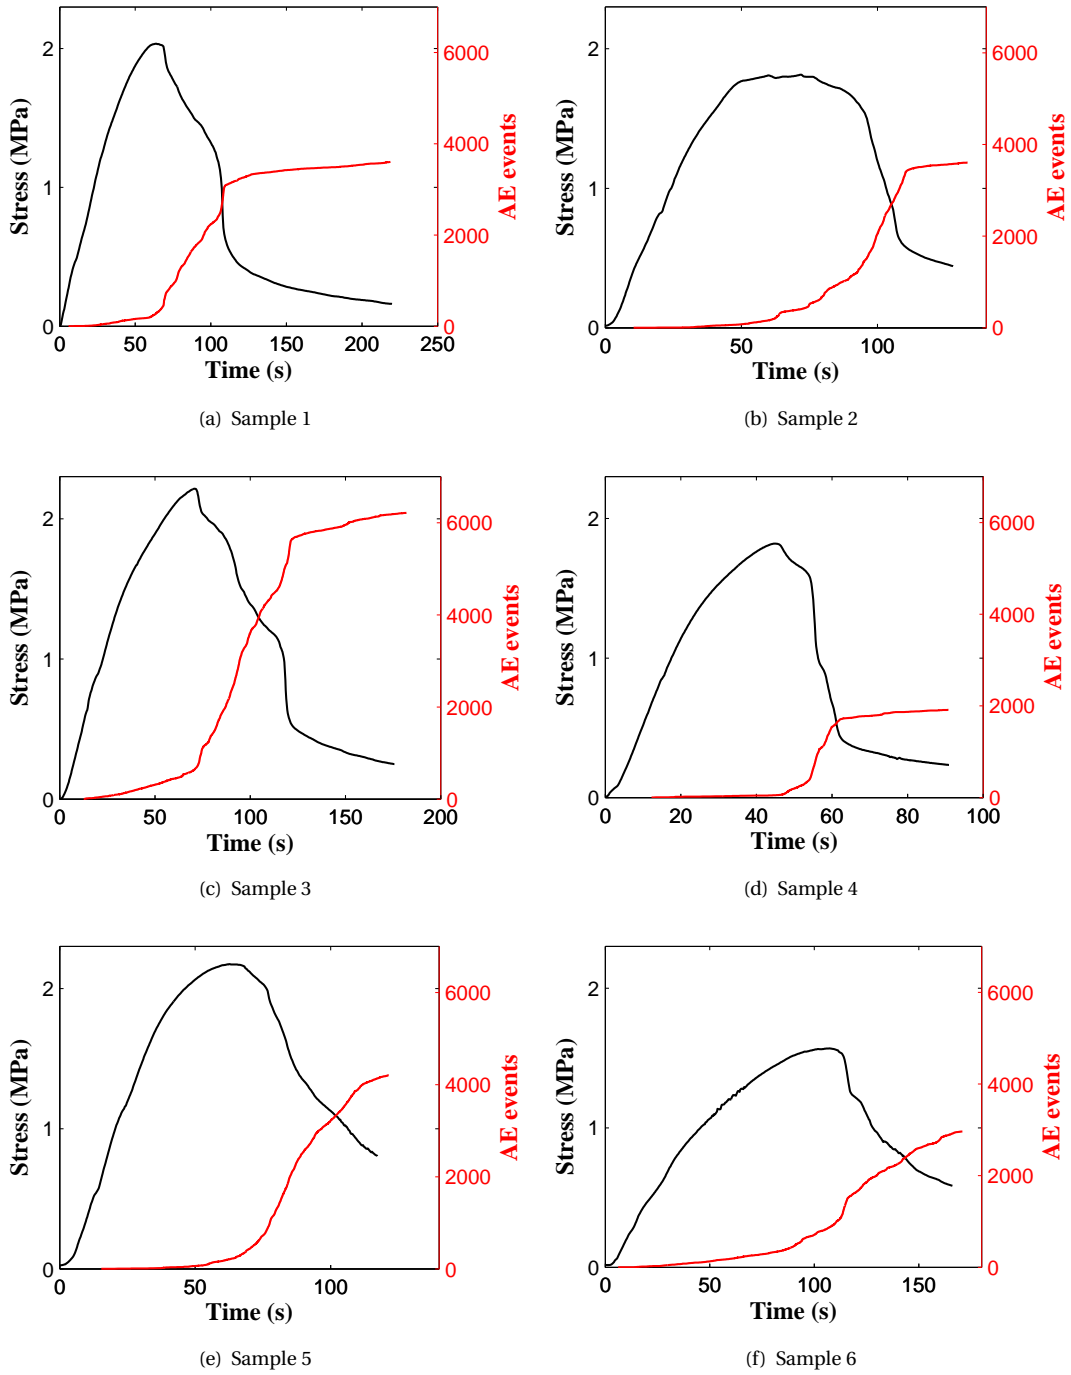 2
1
0
Stress (MPa)
6000
4000
2000
0
AE events
0 50 100 150 200 250
Time (s)
(a) Sample 1
2
1
0
Stress (MPa)
6000
4000
2000
0
AE events
0 50 100
Time (s)
(b) Sample 2
2
1
0
Stress (MPa)
6000
4000
2000
0
AE events
0 50 100 150 200
Time (s)
(c) Sample 3
2
1
0
Stress (MPa)
6000
4000
2000
0
AE events
0 20 40 60 80 100
Time (s)
(d) Sample 4
2
1
0
Stress (MPa)
6000
4000
2000
0
AE events
0 50 100
Time (s)
(e) Sample 5
2
1
0
Stress (MPa)
6000
4000
2000
0
AE events
0 50 100 150
Time (s)
(f) Sample 6